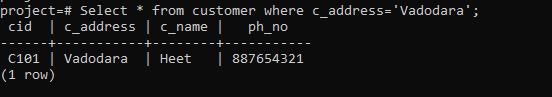 project=# Select * from customer where c_address='Vadodara';
 cid  | c_address | c_name |   ph_no
------+-----------+--------+-----------
 C101 | Vadodara  | Heet   | 887654321
(1 row)